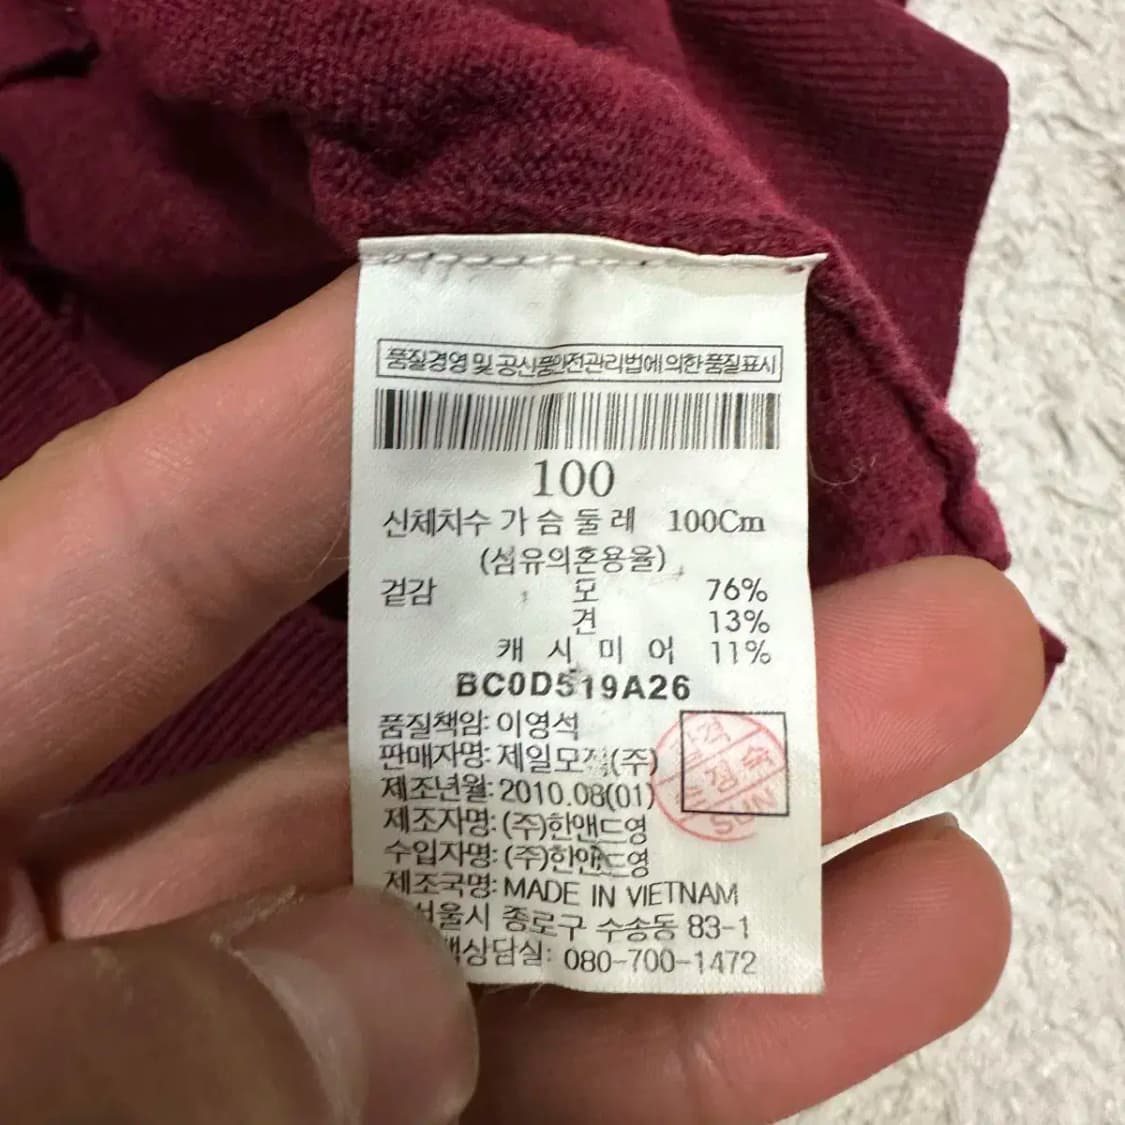 품질경영 및 공산품안전관리법에 의한 품질표시
100
신체치수 가슴둘레 100Cm
(섬유의혼용율)
겉감 모 76%
견 13%
캐시미어 11%
BC0D519A26
품질책임: 이영석
판매자명: 제일모직(주)
제조년월: 2010.08(01)
제조자명: (주)한앤드영
수입자명: (주)한앤드영
제조국명: MADE IN VIETNAM
서울시 종로구 수송동 83-1
상담실: 080-700-1472
SUN